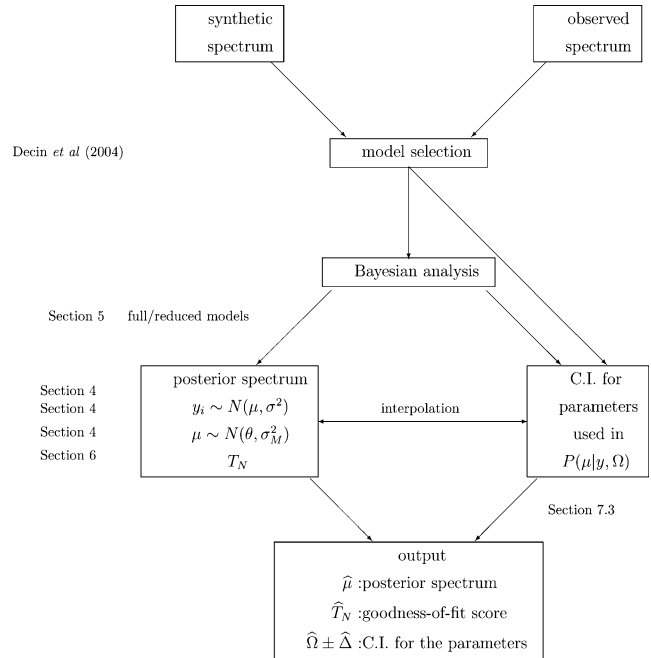 synthetic
spectrum
observed
spectrum
Decin et al (2004)
model selection
Bayesian analysis
Section 5 full/reduced models
posterior spectrum
Section 4
Section 4
y_i ∼ N(μ, σ²)
Section 4
μ ∼ N(θ, σ²_M)
Section 6
T_N
interpolation
C.I. for
parameters
used in
P(μ|y, Ω)
Section 7.3
output
μ̂ :posterior spectrum
T̂_N :goodness-of-fit score
Ω̂ ± Δ̂ :C.I. for the parameters